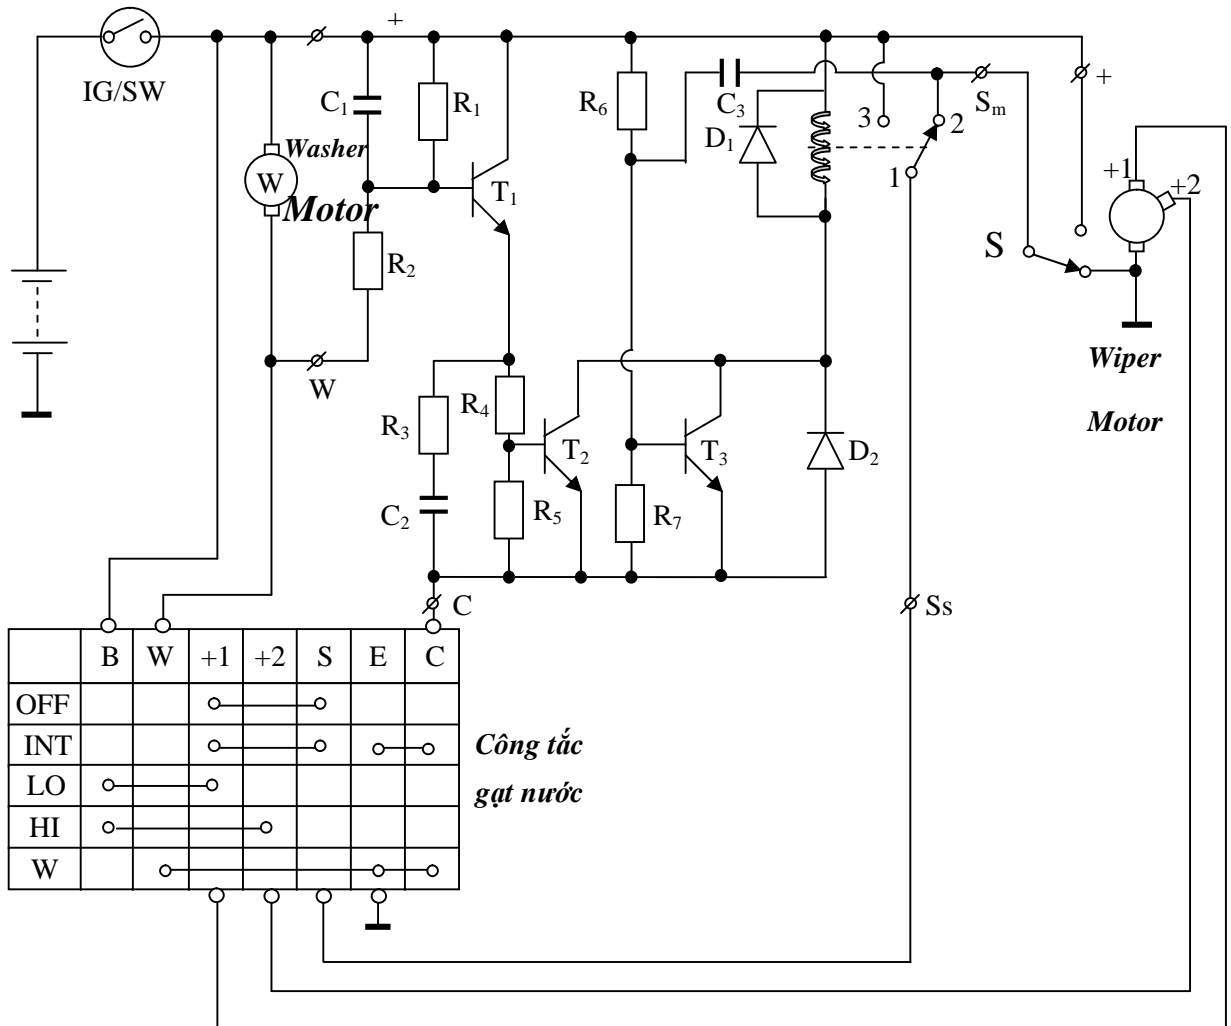 +
IG/SW
C1
R1
R6
C3
Sm
+
D1
3
2
Washer
W
Motor
T1
1
+1
+2
R2
S
W
Wiper
Motor
R3
R4
T2
T3
D2
C2
R5
R7
C
Ss
B W +1 +2 S E C
OFF
INT
Công tắc
LO
gạt nước
HI
W